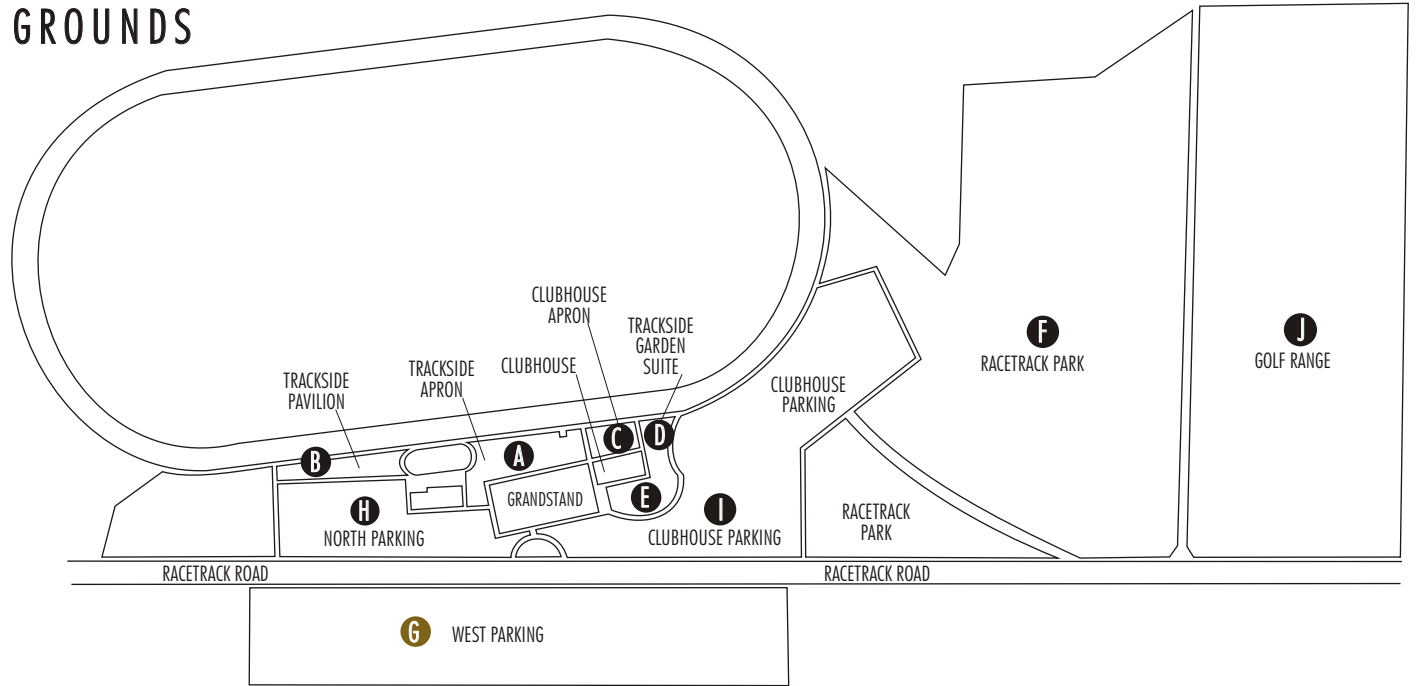 GROUNDS
CLUBHOUSE
APRON
TRACKSIDE
GARDEN
SUITE
CLUBHOUSE
TRACKSIDE
APRON
TRACKSIDE
PAVILION
CLUBHOUSE
PARKING
F
RACETRACK PARK
J
GOLF RANGE
B
A
C
D
E
GRANDSTAND
H
NORTH PARKING
I
CLUBHOUSE PARKING
RACETRACK
PARK
RACETRACK ROAD
RACETRACK ROAD
G
WEST PARKING